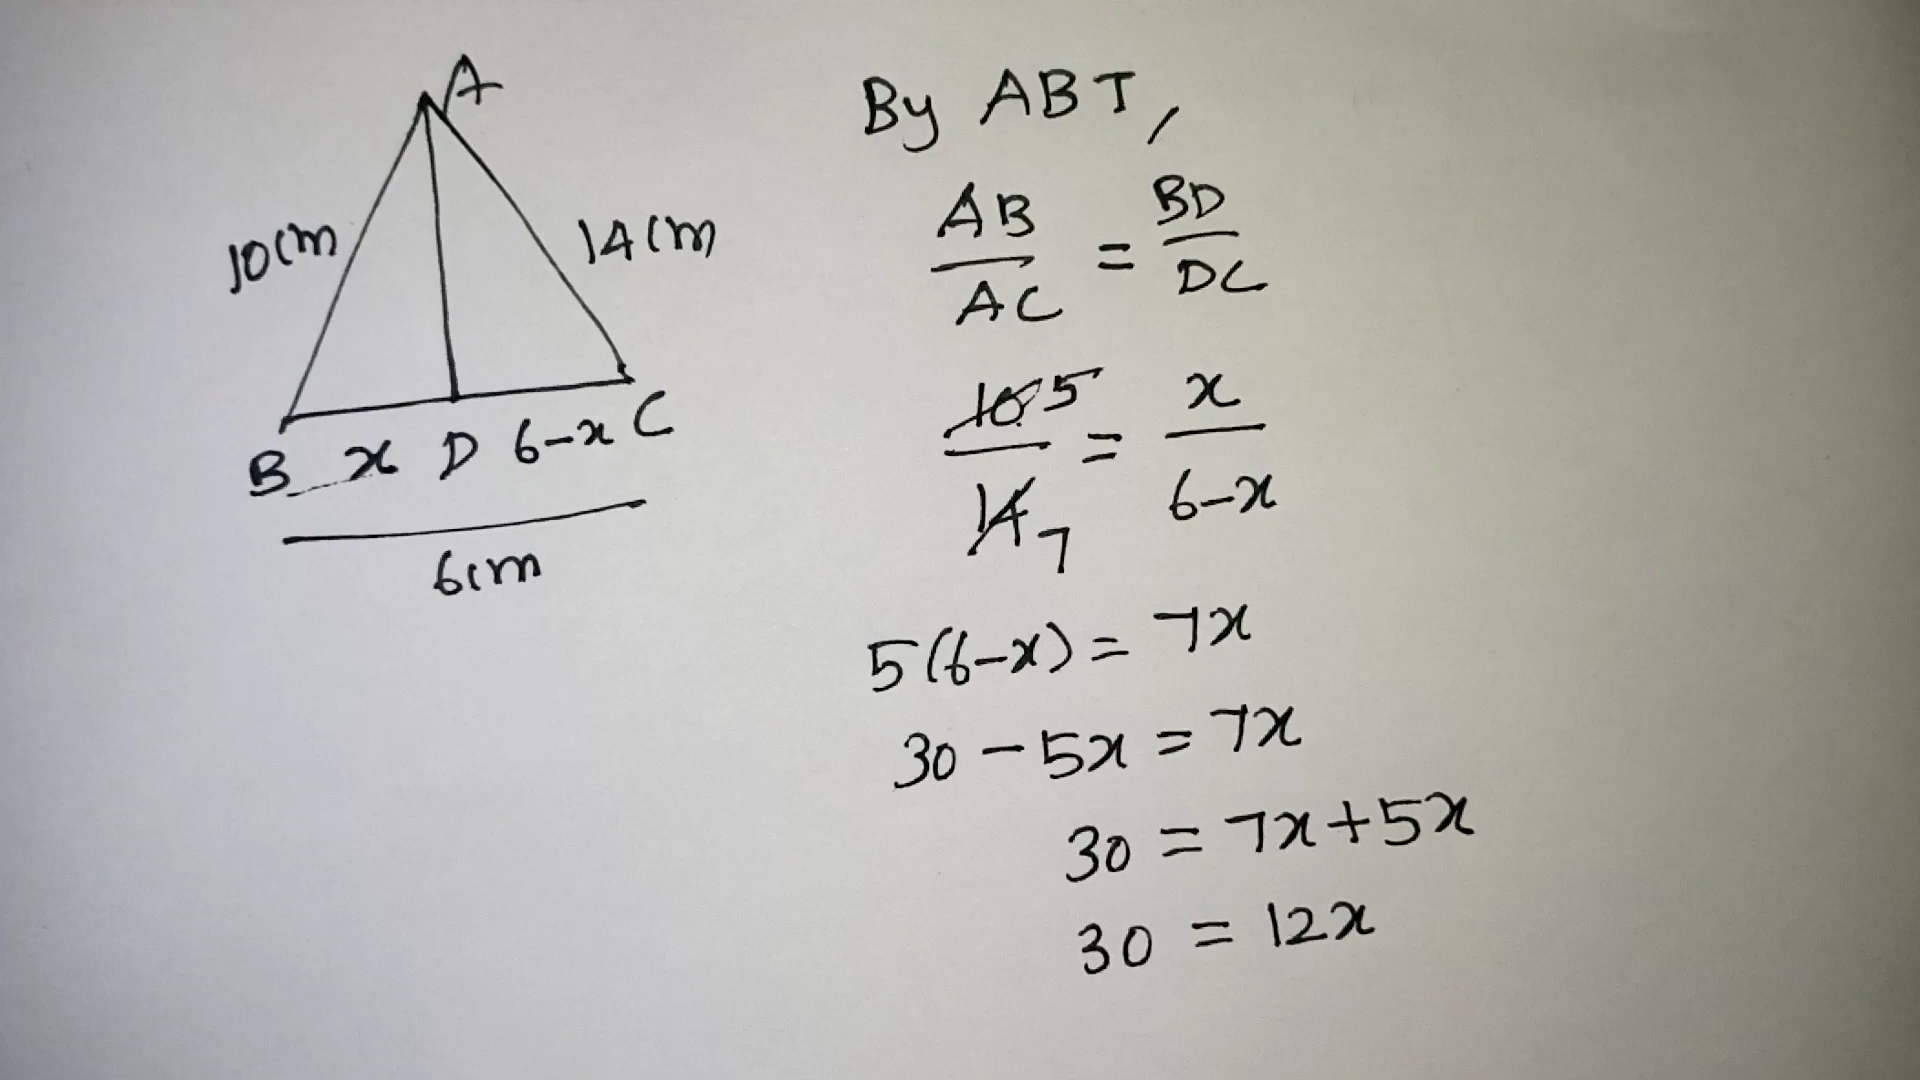 A
10cm
14cm
B x D 6-x C
6cm
By ABT,
AB/AC = BD/DC
10 5/14 7 = x/6-x
5(6-x) = 7x
30 - 5x = 7x
30 = 7x+5x
30 = 12x